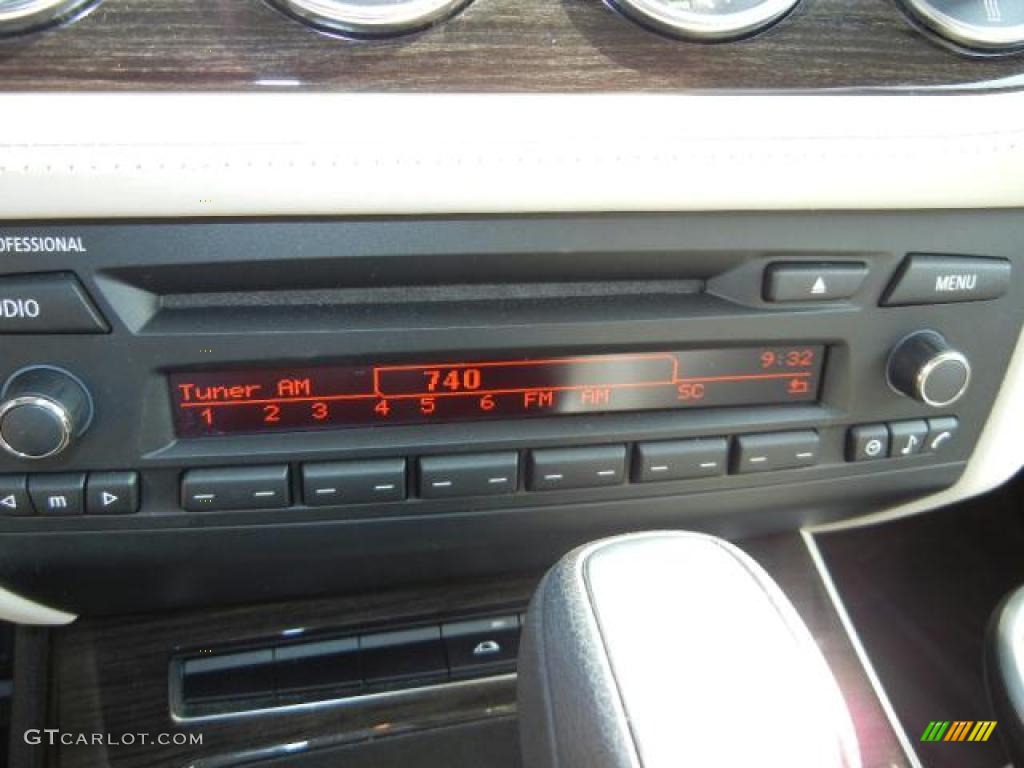 OFESSIONAL
UDIO
MENU
Tuner AM 740 9:32
1 2 3 4 5 6 FM AM SC
m
GTCARLOT.COM